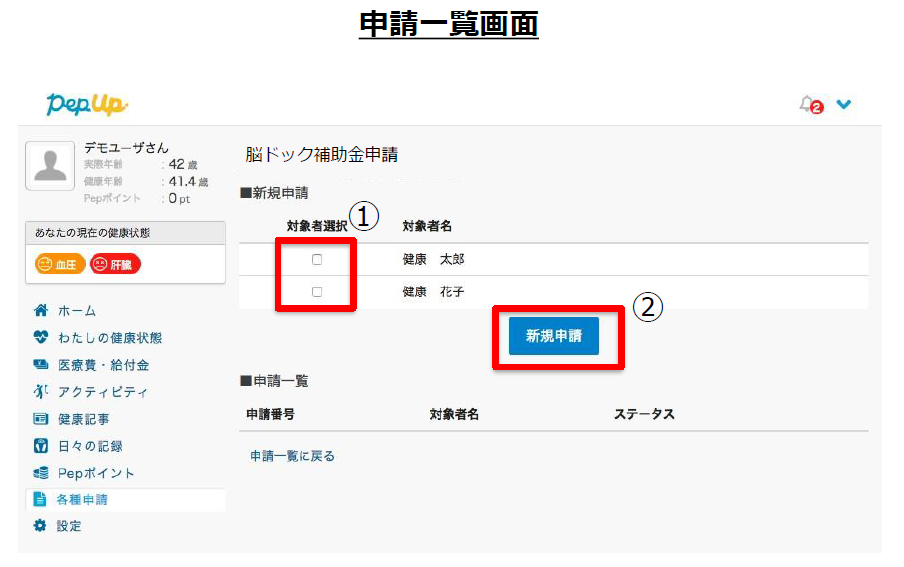 申請一覧画面
PepUp
2
デモユーザさん
実際年齢 : 42 歳
健康年齢 : 41.4 歳
Pepポイント : 0 pt
あなたの現在の健康状態
血圧 肝臓
ホーム
わたしの健康状態
医療費・給付金
アクティビティ
健康記事
日々の記録
Pepポイント
各種申請
設定
脳ドック補助金申請
■新規申請
対象者選択 ① 対象者名
健康 太郎
健康 花子
新規申請 ②
■申請一覧
申請番号 対象者名 ステータス
申請一覧に戻る